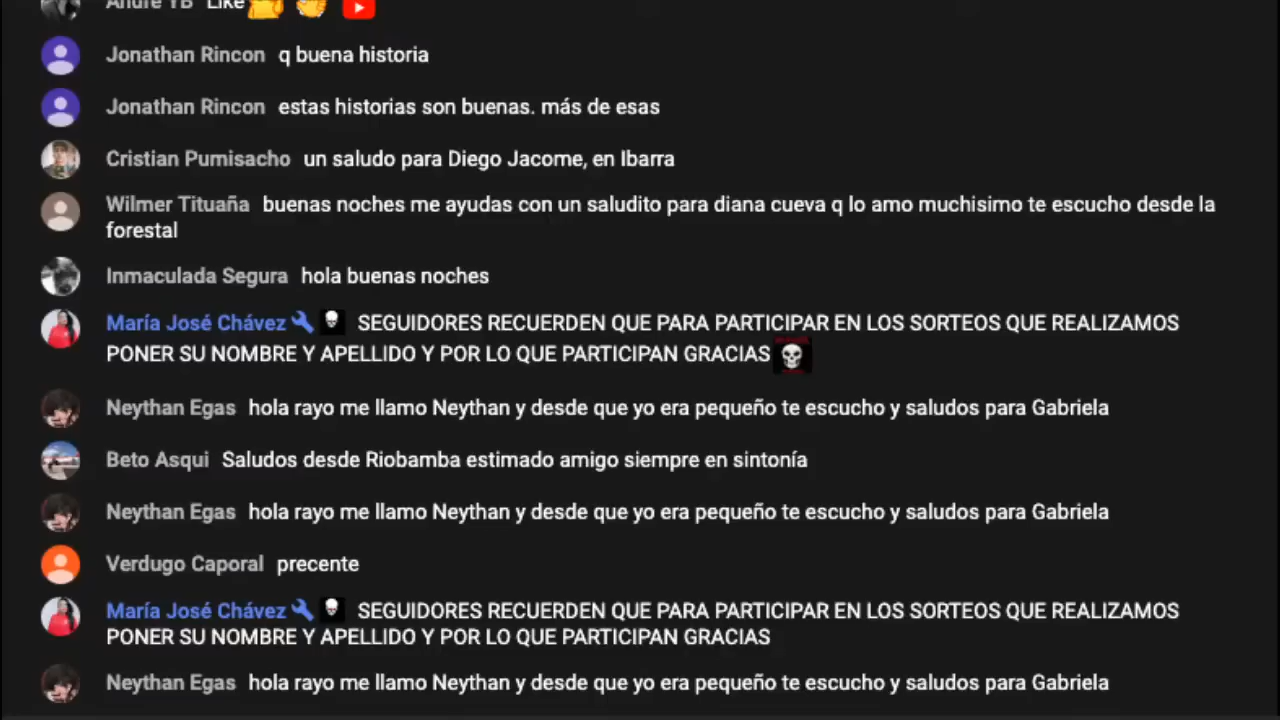 Andre YB Like
Jonathan Rincon q buena historia
Jonathan Rincon estas historias son buenas. más de esas
Cristian Pumisacho un saludo para Diego Jacome, en Ibarra
Wilmer Tituaña buenas noches me ayudas con un saludito para diana cueva q lo amo muchisimo te escucho desde la
forestal
Inmaculada Segura hola buenas noches
María José Chávez SEGUIDORES RECUERDEN QUE PARA PARTICIPAR EN LOS SORTEOS QUE REALIZAMOS
PONER SU NOMBRE Y APELLIDO Y POR LO QUE PARTICIPAN GRACIAS
Neythan Egas hola rayo me llamo Neythan y desde que yo era pequeño te escucho y saludos para Gabriela
Beto Asqui Saludos desde Riobamba estimado amigo siempre en sintonía
Neythan Egas hola rayo me llamo Neythan y desde que yo era pequeño te escucho y saludos para Gabriela
Verdugo Caporal precente
María José Chávez SEGUIDORES RECUERDEN QUE PARA PARTICIPAR EN LOS SORTEOS QUE REALIZAMOS
PONER SU NOMBRE Y APELLIDO Y POR LO QUE PARTICIPAN GRACIAS
Neythan Egas hola rayo me llamo Neythan y desde que yo era pequeño te escucho y saludos para Gabriela